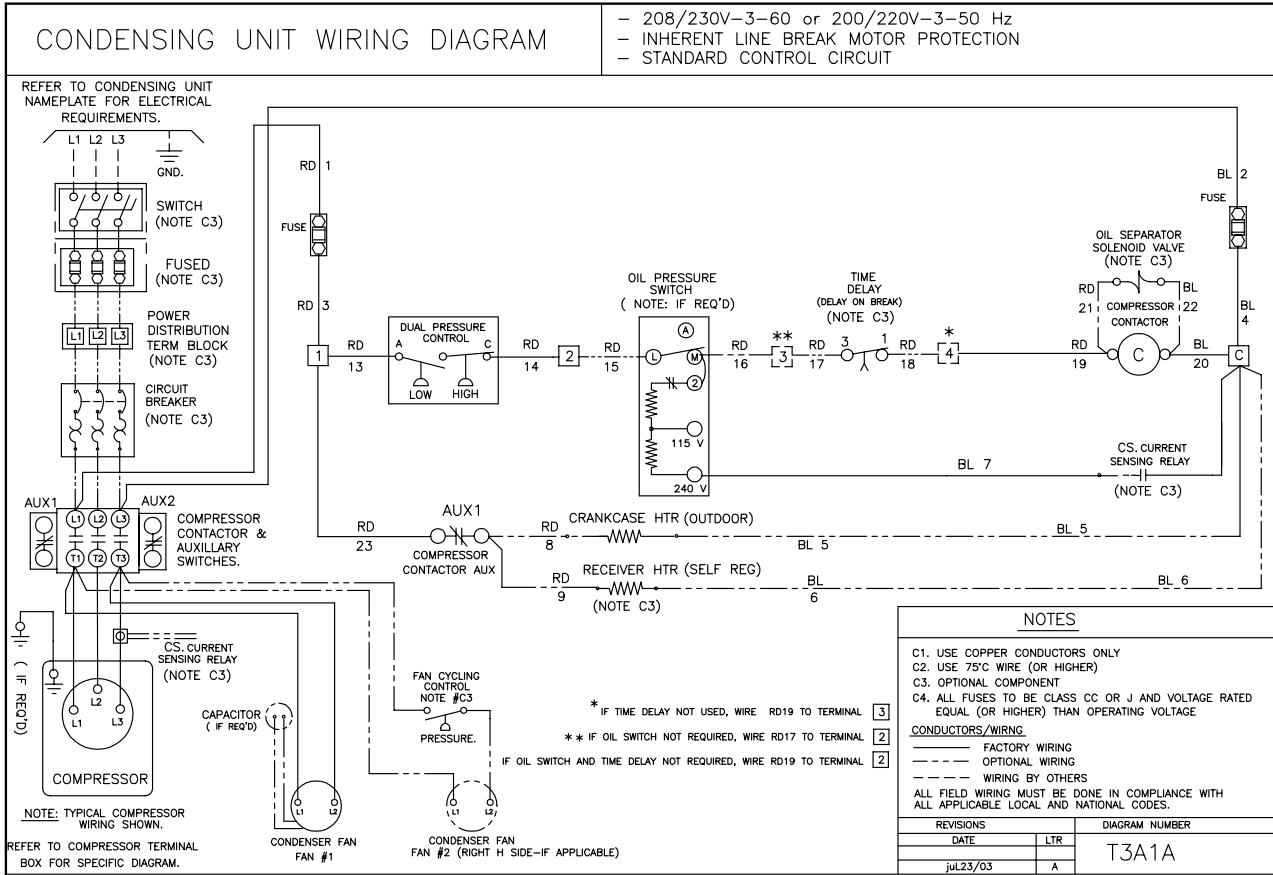 CONDENSING UNIT WIRING DIAGRAM
- 208/230V-3-60 or 200/220V-3-50 Hz
- INHERENT LINE BREAK MOTOR PROTECTION
- STANDARD CONTROL CIRCUIT
REFER TO CONDENSING UNIT
NAMEPLATE FOR ELECTRICAL
REQUIREMENTS.
L1 L2 L3
GND.
SWITCH
(NOTE C3)
FUSED
(NOTE C3)
L1 L2 L3
POWER
DISTRIBUTION
TERM BLOCK
(NOTE C3)
CIRCUIT
BREAKER
(NOTE C3)
AUX1
AUX2
L1 L2 L3
T1 T2 T3
COMPRESSOR
CONTACTOR &
AUXILLARY
SWITCHES.
RD 1
FUSE
RD 3
1
RD
13
DUAL PRESSURE
CONTROL
A
C
LOW
HIGH
RD
14
2
RD
15
OIL PRESSURE
SWITCH
( NOTE: IF REQ'D)
A
L
M
2
115 V
240 V
RD
16
**
3
RD
17
TIME
DELAY
(DELAY ON BREAK)
(NOTE C3)
3
1
RD
18
*
4
RD
19
OIL SEPARATOR
SOLENOID VALVE
(NOTE C3)
RD
21
BL
22
COMPRESSOR
CONTACTOR
C
BL
20
C
BL 2
FUSE
BL
4
BL 7
CS. CURRENT
SENSING RELAY
(NOTE C3)
RD
23
AUX1
COMPRESSOR
CONTACTOR AUX
RD
8
CRANKCASE HTR (OUTDOOR)
BL 5
BL 5
RD
9
RECEIVER HTR (SELF REG)
(NOTE C3)
BL
6
BL 6
( IF REQ'D)
CS. CURRENT
SENSING RELAY
(NOTE C3)
L1
L2
L3
COMPRESSOR
NOTE: TYPICAL COMPRESSOR
WIRING SHOWN.
REFER TO COMPRESSOR TERMINAL
BOX FOR SPECIFIC DIAGRAM.
CAPACITOR
( IF REQ'D)
L1 L2
CONDENSER FAN
FAN #1
FAN CYCLING
CONTROL
NOTE #C3
PRESSURE.
L1 L2
CONDENSER FAN
FAN #2 (RIGHT H SIDE-IF APPLICABLE)
* IF TIME DELAY NOT USED, WIRE RD19 TO TERMINAL 3
** IF OIL SWITCH NOT REQUIRED, WIRE RD17 TO TERMINAL 2
IF OIL SWITCH AND TIME DELAY NOT REQUIRED, WIRE RD19 TO TERMINAL 2
NOTES
C1. USE COPPER CONDUCTORS ONLY
C2. USE 75°C WIRE (OR HIGHER)
C3. OPTIONAL COMPONENT
C4. ALL FUSES TO BE CLASS CC OR J AND VOLTAGE RATED
EQUAL (OR HIGHER) THAN OPERATING VOLTAGE
CONDUCTORS/WIRNG
FACTORY WIRING
OPTIONAL WIRING
WIRING BY OTHERS
ALL FIELD WIRING MUST BE DONE IN COMPLIANCE WITH
ALL APPLICABLE LOCAL AND NATIONAL CODES.
REVISIONS
DIAGRAM NUMBER
DATE
LTR
T3A1A
juL23/03
A